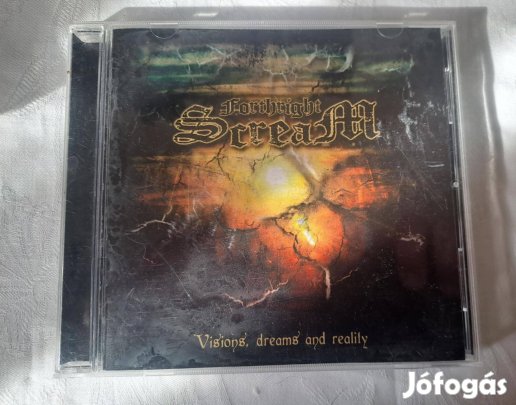 Forthright
Scream
Visions, dreams and reality
Jófogás